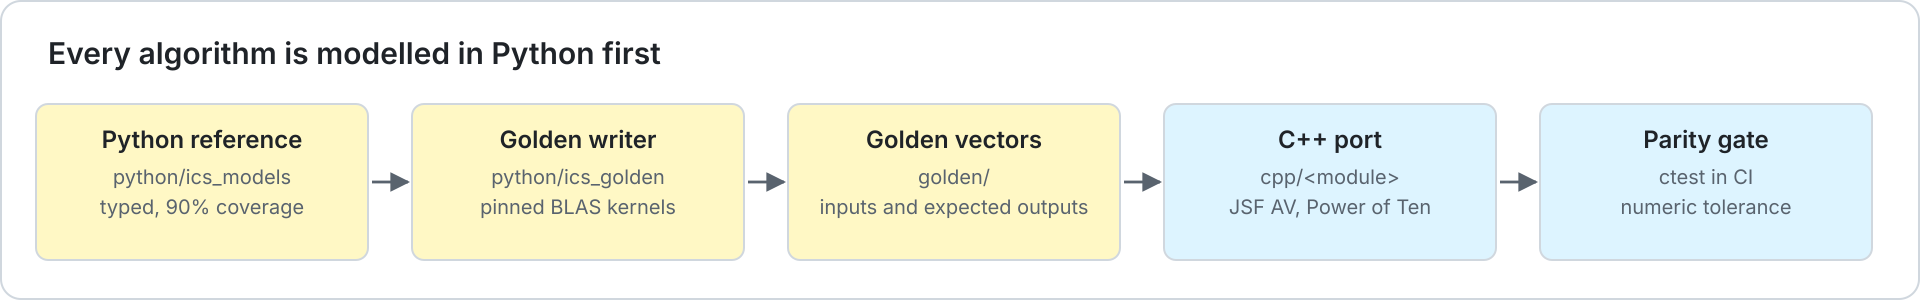 Every algorithm is modelled in Python first
Python reference
python/ics_models
typed, 90% coverage
Golden writer
python/ics_golden
pinned BLAS kernels
Golden vectors
golden/
inputs and expected outputs
C++ port
cpp/<module>
JSF AV, Power of Ten
Parity gate
ctest in CI
numeric tolerance